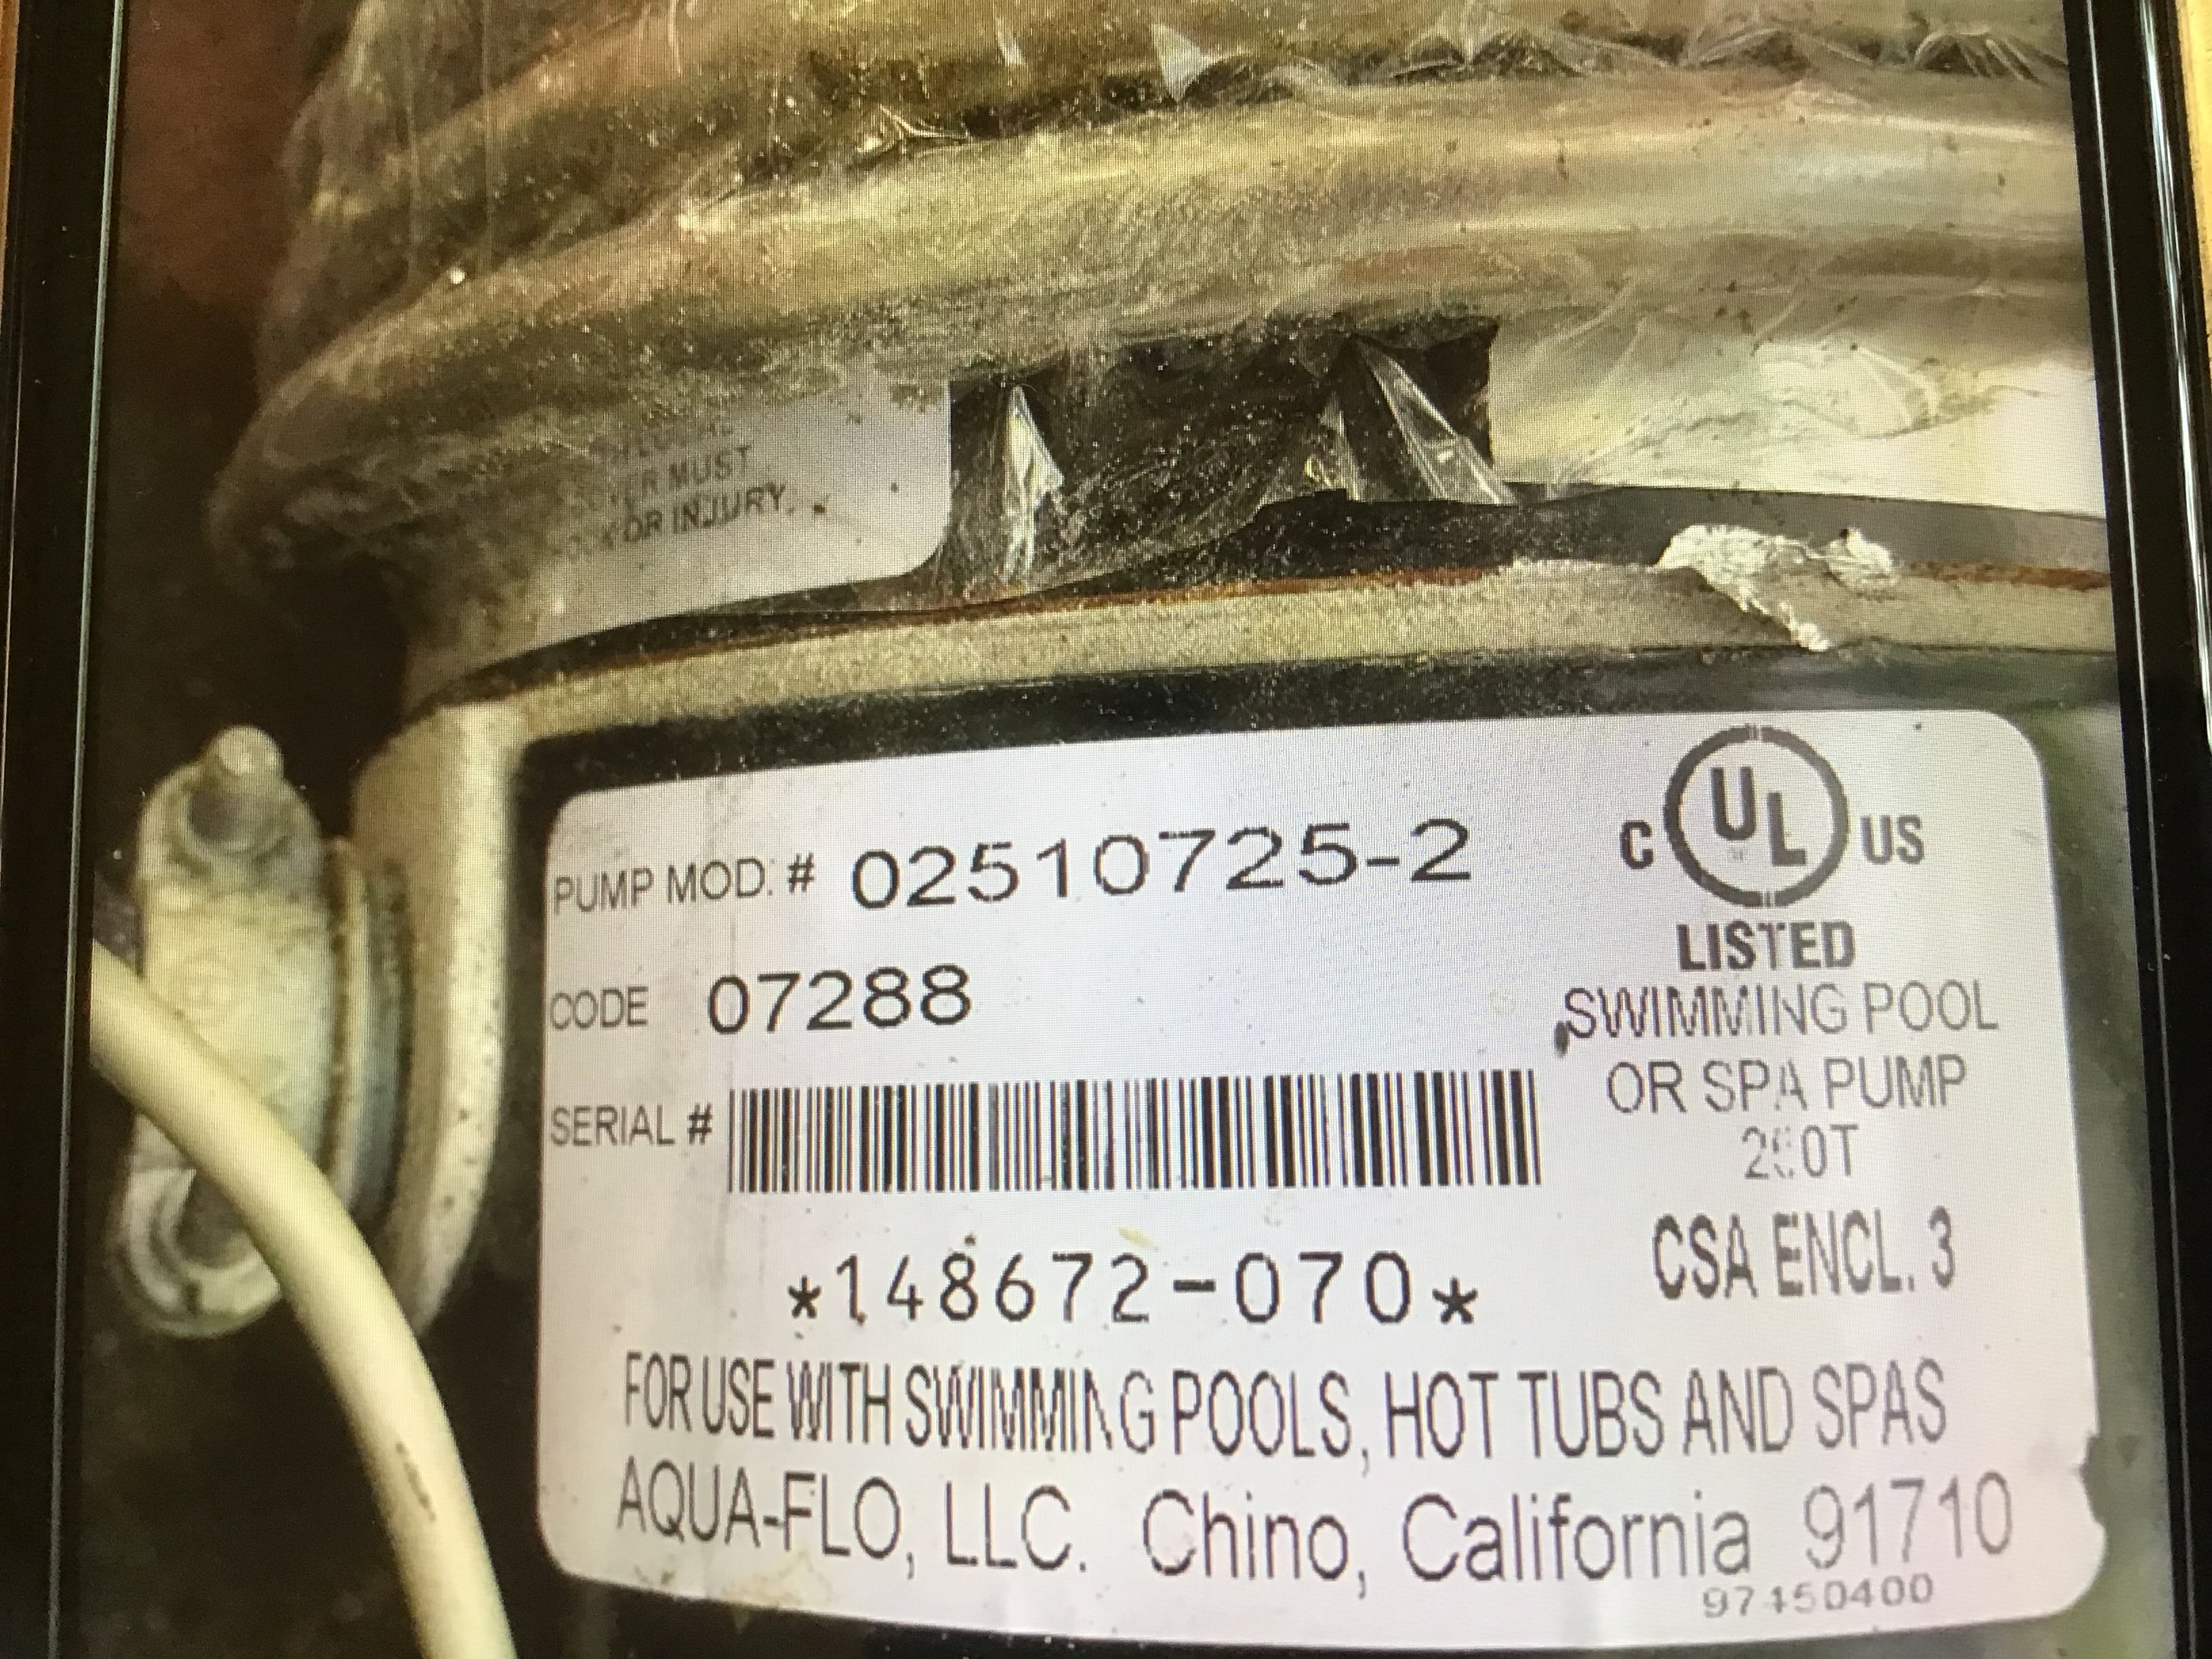 MUST
OR INJURY.
PUMP MOD. # 02510725-2
CODE 07288
SERIAL #
*148672-070*
C UL US
LISTED
SWIMMING POOL
OR SPA PUMP
CSA ENCL. 3
FOR USE WITH SWIMMING POOLS, HOT TUBS AND SPAS
AQUA-FLO, LLC. Chino, California 91710
97450400